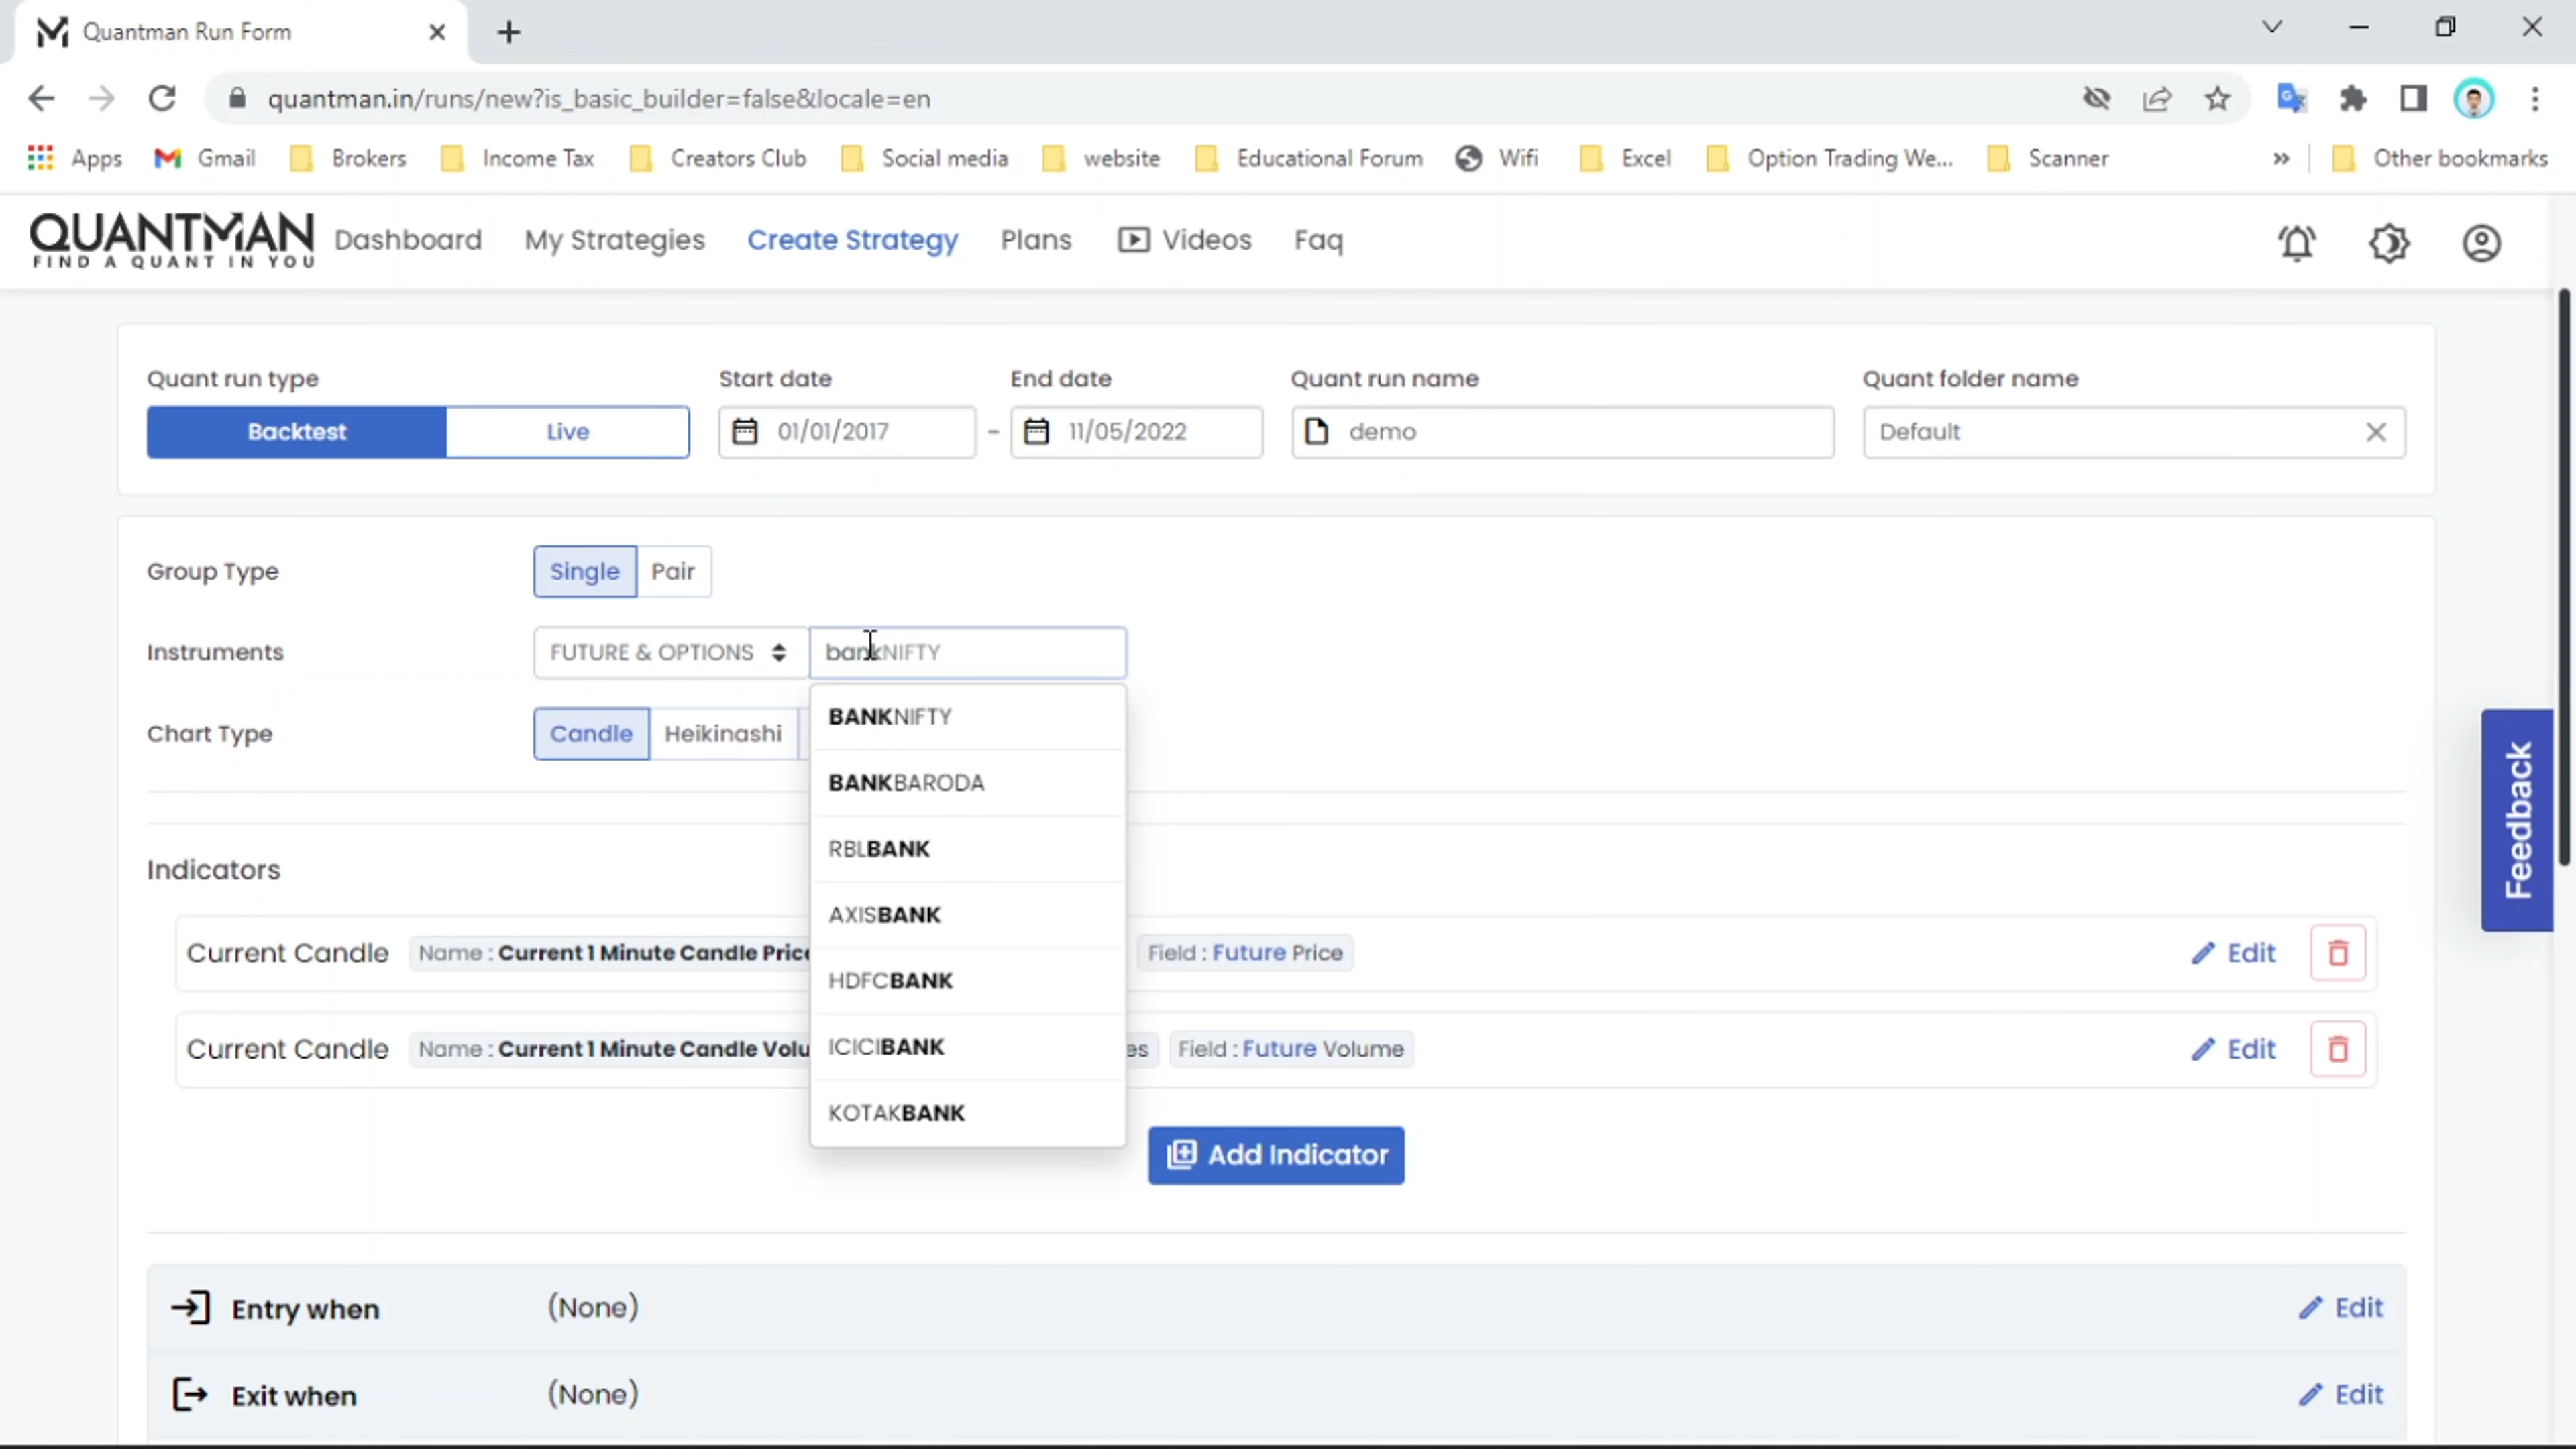 Quantman Run Form
quantman.in/runs/new?is_basic_builder=false&locale=en
Apps Gmail Brokers Income Tax Creators Club Social media website Educational Forum Wifi Excel Option Trading We... Scanner » Other bookmarks
QUANTMAN Dashboard My Strategies Create Strategy Plans Videos Faq
FIND A QUANT IN YOU
Quant run type Start date End date Quant run name Quant folder name
Backtest Live 01/01/2017 - 11/05/2022 demo Default
Group Type Single Pair
Instruments FUTURE & OPTIONS bankNIFTY
Chart Type Candle Heikinashi
BANKNIFTY
BANKBARODA
RBLBANK
AXISBANK
HDFCBANK
ICICIBANK
KOTAKBANK
Indicators
Current Candle Name : Current 1 Minute Candle Price Field : Future Price Edit
Current Candle Name : Current 1 Minute Candle Volu es Field : Future Volume Edit
Add Indicator
Entry when (None) Edit
Exit when (None) Edit
Feedback